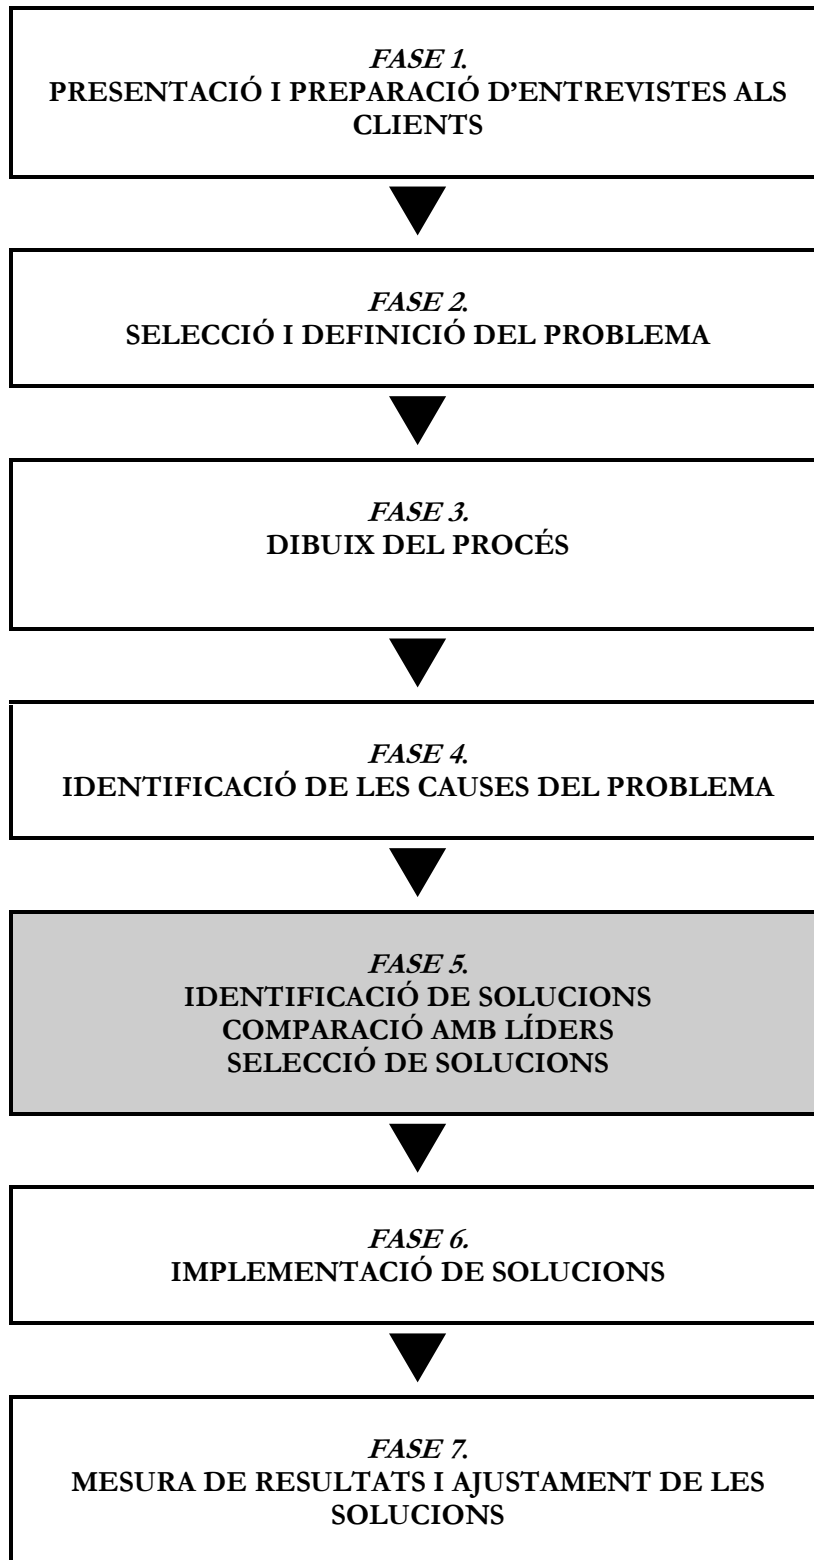 FASE 1.
PRESENTACIÓ I PREPARACIÓ D’ENTREVISTES ALS
CLIENTS
FASE 2.
SELECCIÓ I DEFINICIÓ DEL PROBLEMA
FASE 3.
DIBUIX DEL PROCÉS
FASE 4.
IDENTIFICACIÓ DE LES CAUSES DEL PROBLEMA
FASE 5.
IDENTIFICACIÓ DE SOLUCIONS
COMPARACIÓ AMB LÍDERS
SELECCIÓ DE SOLUCIONS
FASE 6.
IMPLEMENTACIÓ DE SOLUCIONS
FASE 7.
MESURA DE RESULTATS I AJUSTAMENT DE LES
SOLUCIONS